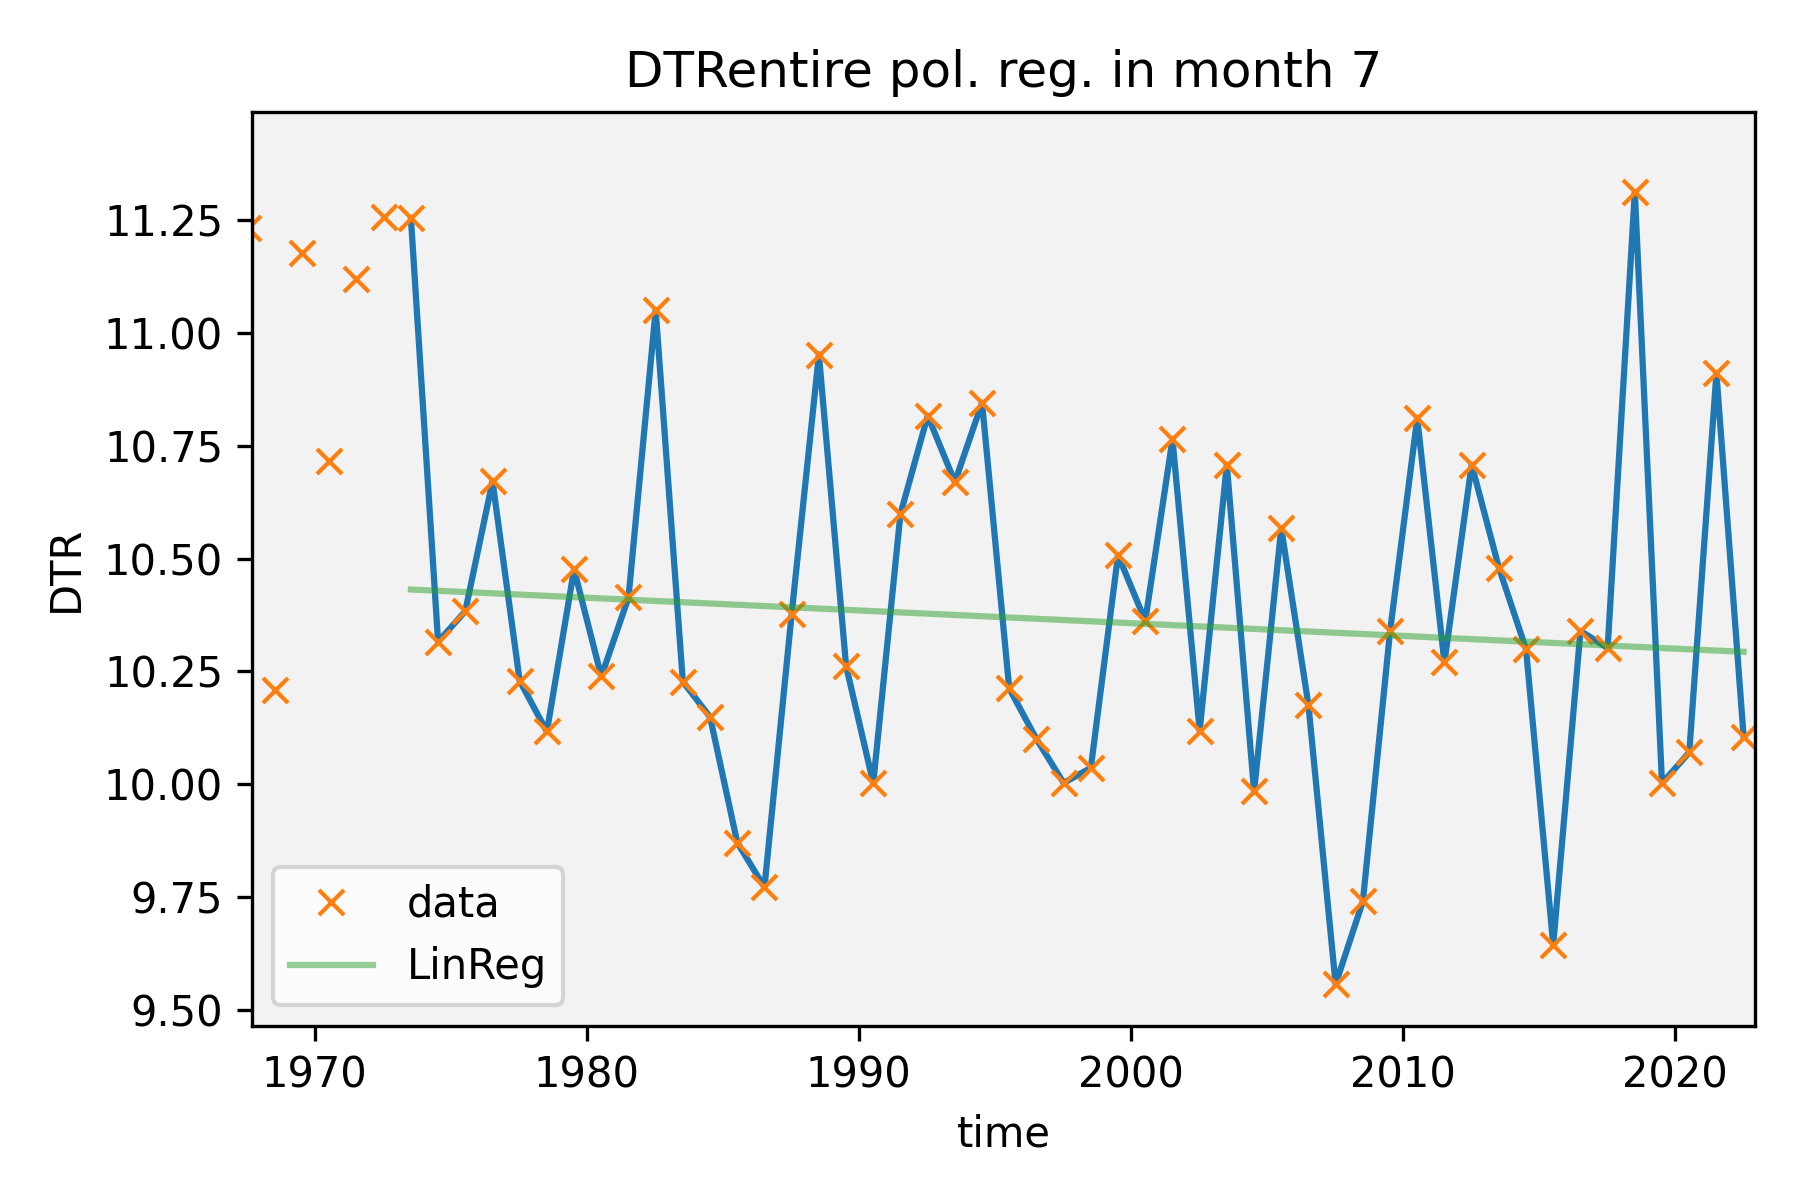 DTRentire pol. reg. in month 7
DTR
11.25
11.00
10.75
10.50
10.25
10.00
9.75
9.50
data
LinReg
1970 1980 1990 2000 2010 2020
time